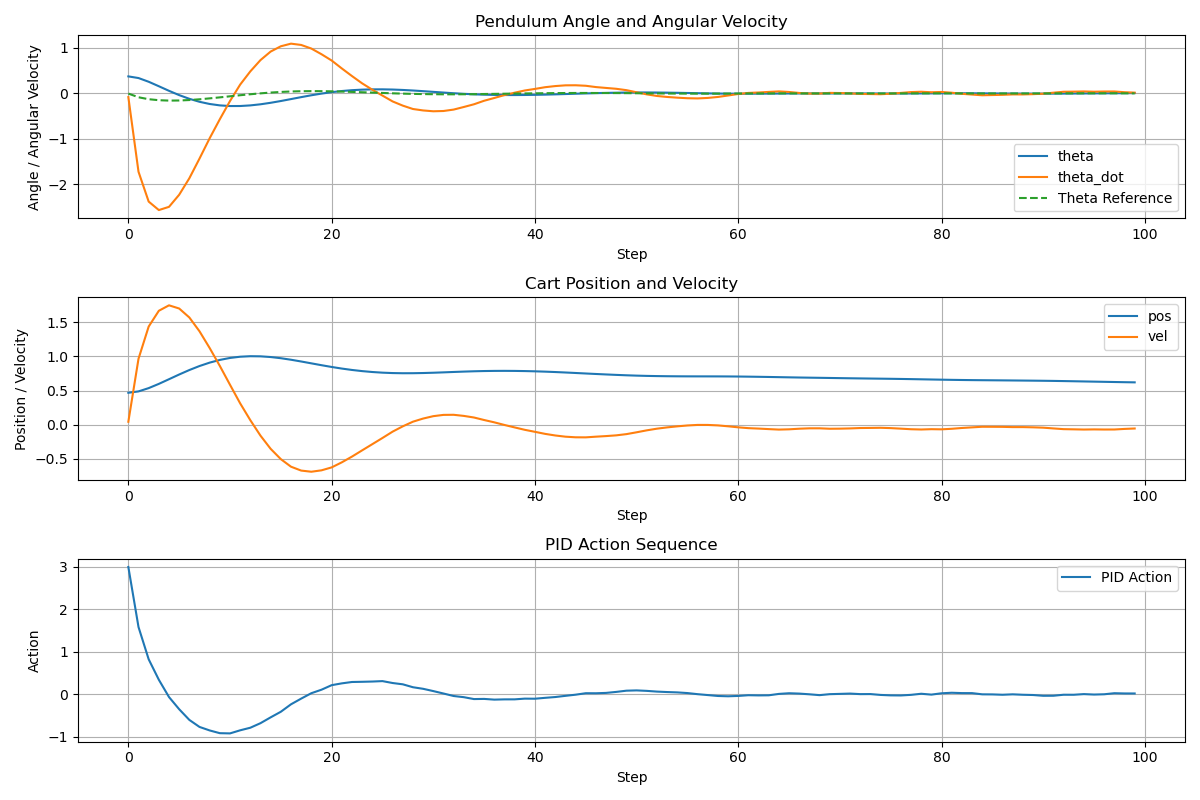 Pendulum Angle and Angular Velocity
Angle / Angular Velocity
1
0
−1
−2
theta
theta_dot
Theta Reference
0 20 40 60 80 100
Step
Cart Position and Velocity
Position / Velocity
1.5
1.0
0.5
0.0
−0.5
pos
vel
0 20 40 60 80 100
Step
PID Action Sequence
Action
3
2
1
0
−1
PID Action
0 20 40 60 80 100
Step